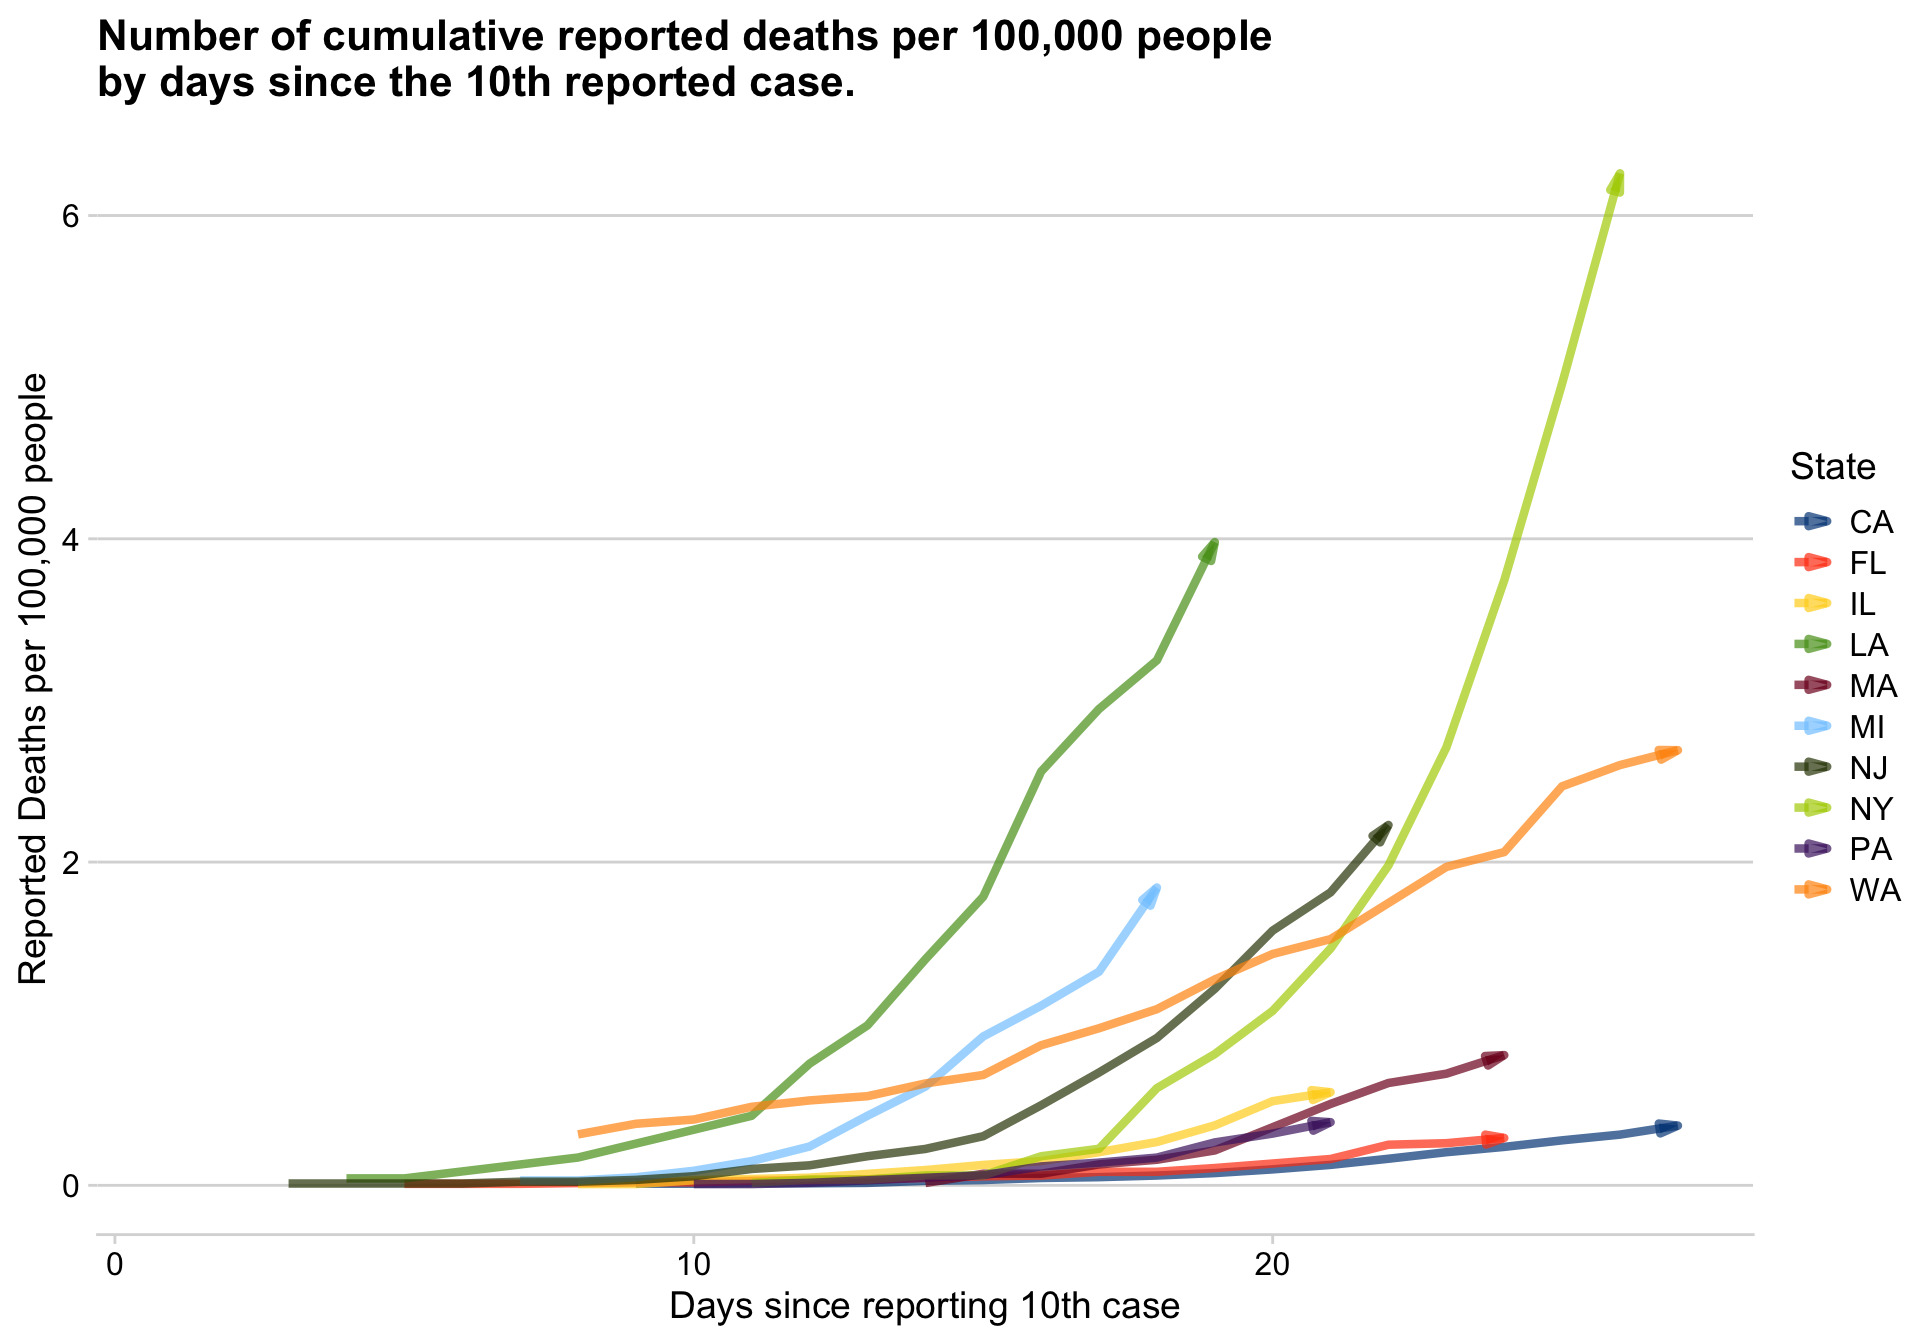 Number of cumulative reported deaths per 100,000 people
by days since the 10th reported case.
Reported Deaths per 100,000 people
6
4
2
0
0
10
20
Days since reporting 10th case
State
CA
FL
IL
LA
MA
MI
NJ
NY
PA
WA